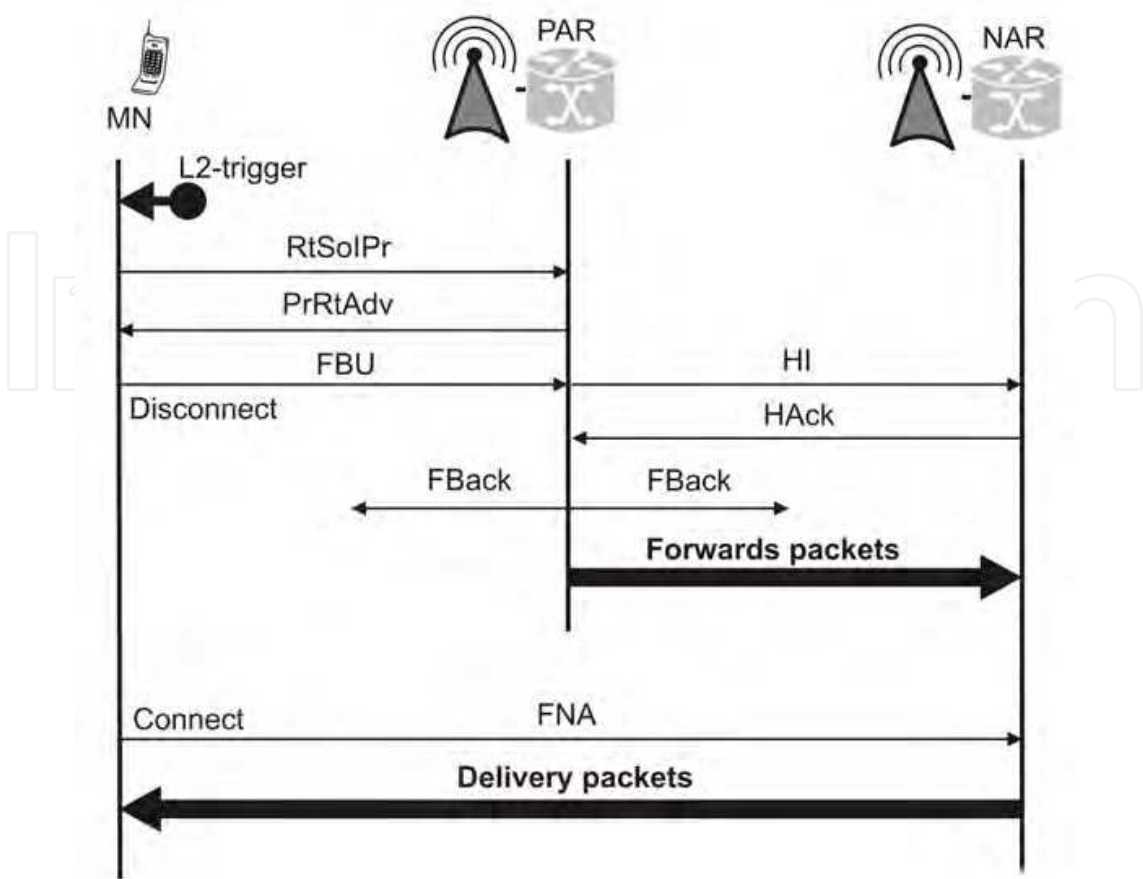 PAR
NAR
MN
L2-trigger
RtSolPr
PrRtAdv
FBU
HI
Disconnect
HAck
FBack
FBack
Forwards packets
Connect
FNA
Delivery packets